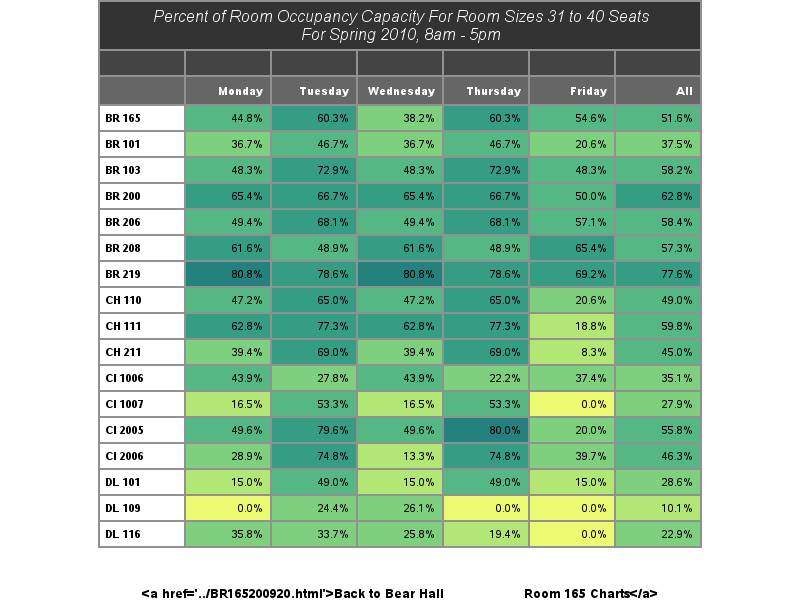 Percent of Room Occupancy Capacity For Room Sizes 31 to 40 Seats
For Spring 2010, 8am - 5pm
Monday Tuesday Wednesday Thursday Friday All
BR 165 44.8% 60.3% 38.2% 60.3% 54.6% 51.6%
BR 101 36.7% 46.7% 36.7% 46.7% 20.6% 37.5%
BR 103 48.3% 72.9% 48.3% 72.9% 48.3% 58.2%
BR 200 65.4% 66.7% 65.4% 66.7% 50.0% 62.8%
BR 206 49.4% 68.1% 49.4% 68.1% 57.1% 58.4%
BR 208 61.6% 48.9% 61.6% 48.9% 65.4% 57.3%
BR 219 80.8% 78.6% 80.8% 78.6% 69.2% 77.6%
CH 110 47.2% 65.0% 47.2% 65.0% 20.6% 49.0%
CH 111 62.8% 77.3% 62.8% 77.3% 18.8% 59.8%
CH 211 39.4% 69.0% 39.4% 69.0% 8.3% 45.0%
CI 1006 43.9% 27.8% 43.9% 22.2% 37.4% 35.1%
CI 1007 16.5% 53.3% 16.5% 53.3% 0.0% 27.9%
CI 2005 49.6% 79.6% 49.6% 80.0% 20.0% 55.8%
CI 2006 28.9% 74.8% 13.3% 74.8% 39.7% 46.3%
DL 101 15.0% 49.0% 15.0% 49.0% 15.0% 28.6%
DL 109 0.0% 24.4% 26.1% 0.0% 0.0% 10.1%
DL 116 35.8% 33.7% 25.8% 19.4% 0.0% 22.9%
<a href='../BR165200920.html'>Back to Bear Hall Room 165 Charts</a>